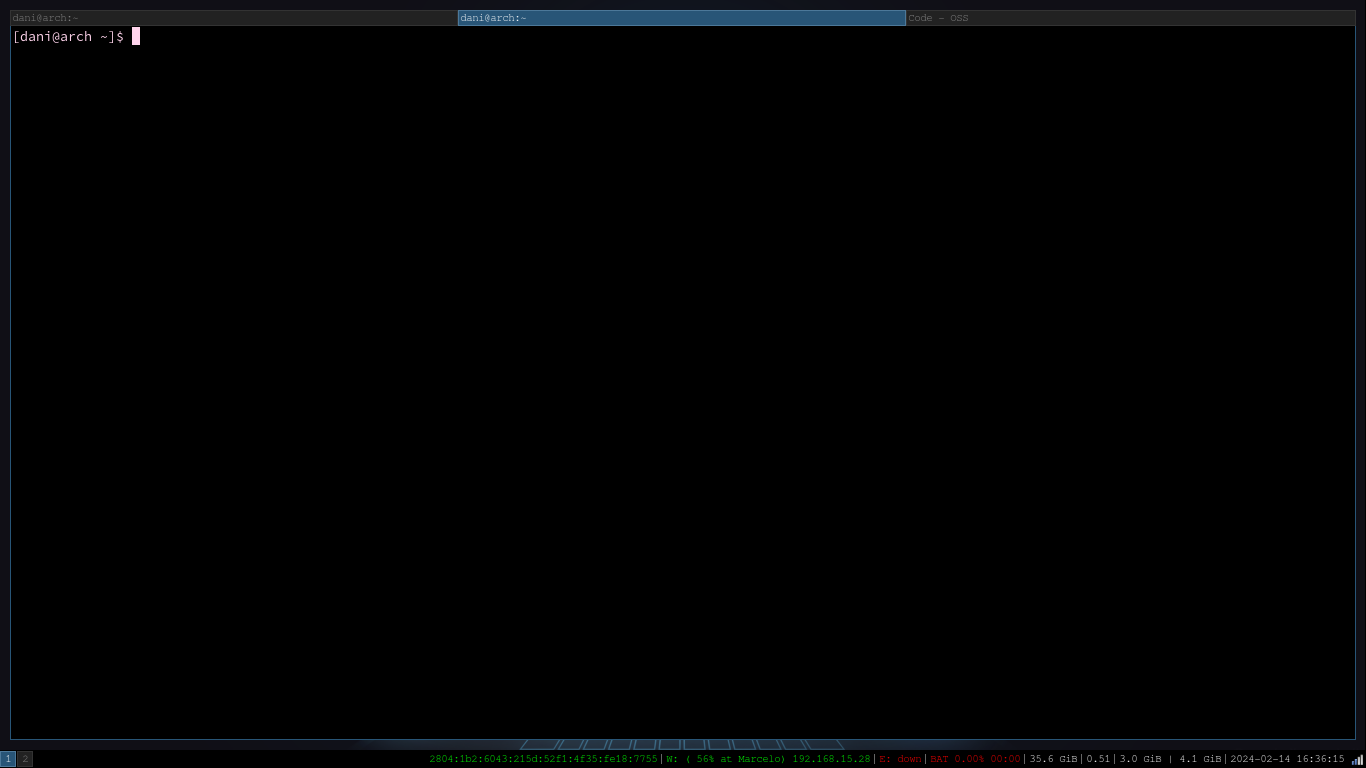 dani@arch:~ dani@arch:~ Code - OSS
[dani@arch ~]$
1 2 2804:1b2:6043:215d:52f1:4f35:fe18:7755|W: ( 56% at Marcelo) 192.168.15.28|E: down|BAT 0.00% 00:00|35.6 GiB|0.51|3.0 GiB | 4.1 GiB|2024-02-14 16:36:15